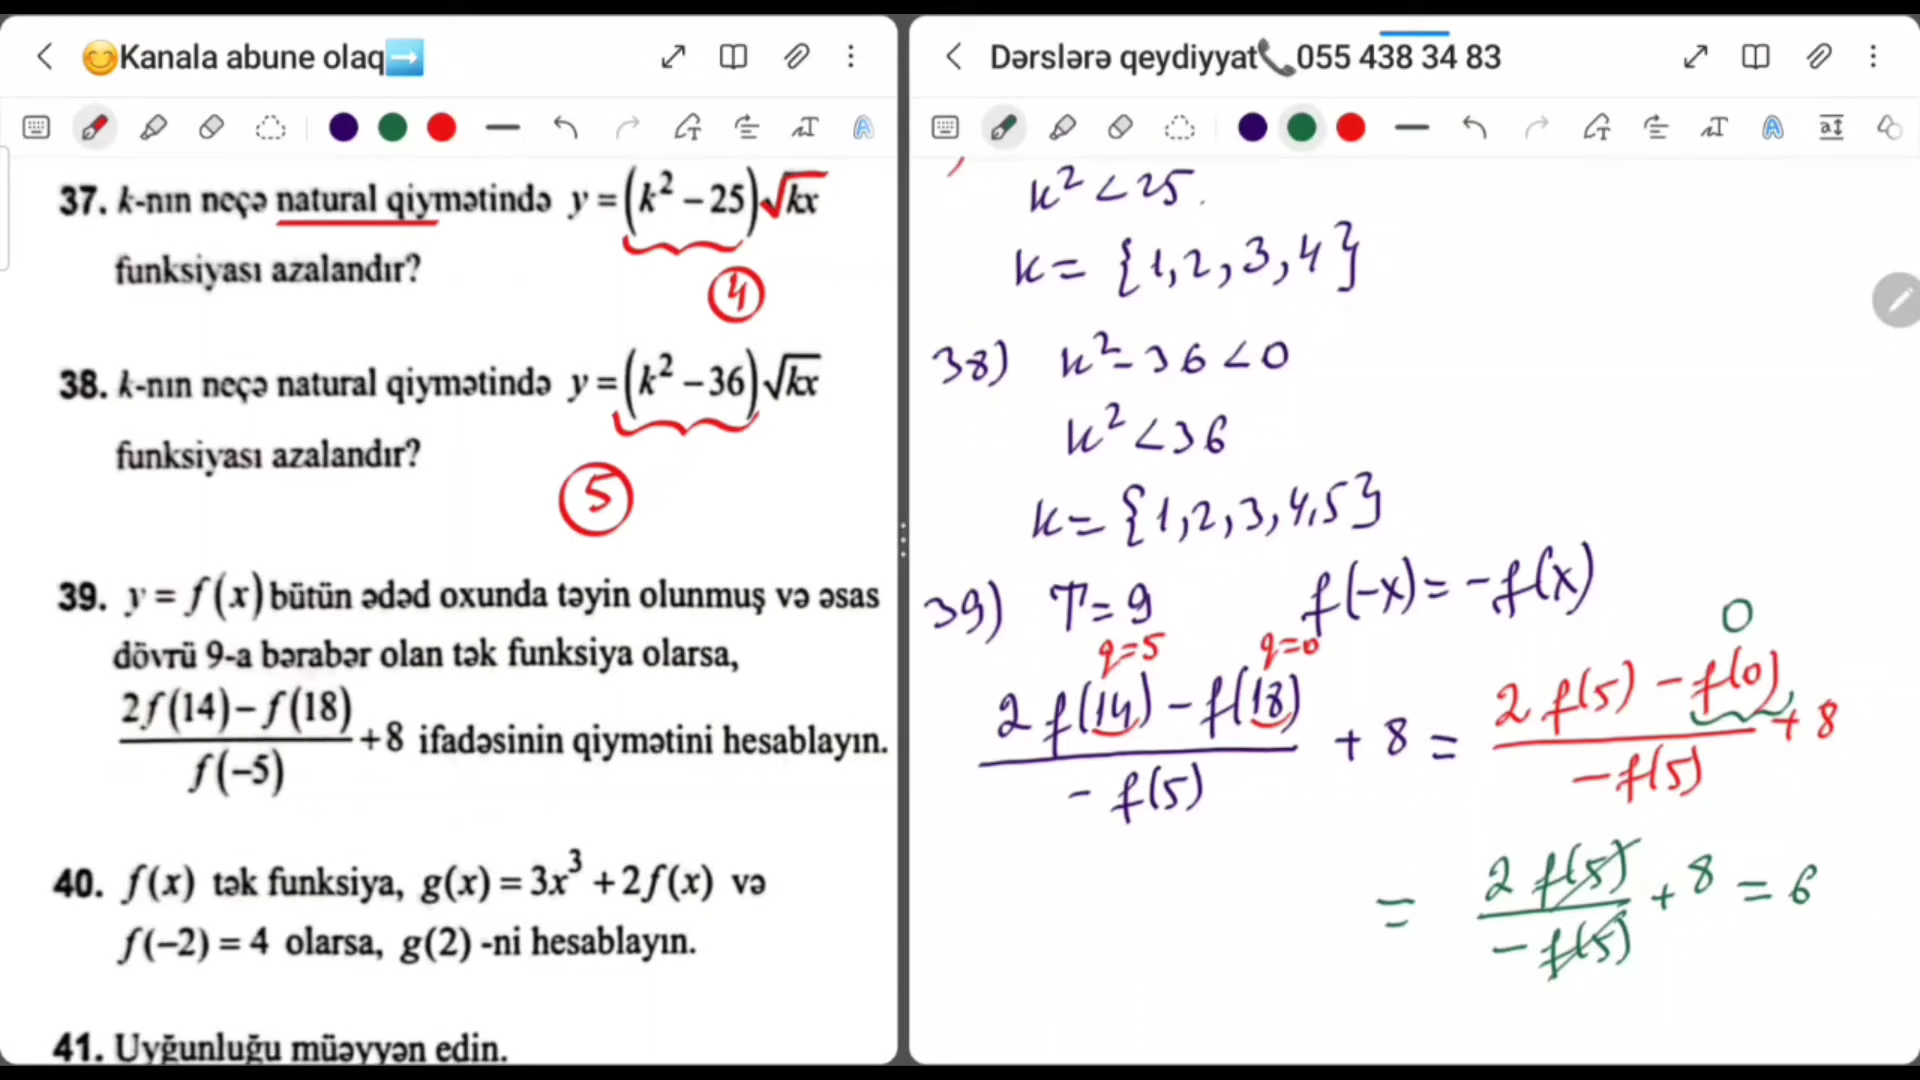 😊Kanala abune olaq➡️
37. k-nın neçə natural qiymətində y = (k² − 25)√kx
funksiyası azalandır?
4
38. k-nın neçə natural qiymətində y = (k² − 36)√kx
funksiyası azalandır?
5
39. y = f(x) bütün ədəd oxunda təyin olunmuş və əsas
dövrü 9-a bərabər olan tək funksiya olarsa,
(2f(14) − f(18))/f(−5) + 8 ifadəsinin qiymətini hesablayın.
40. f(x) tək funksiya, g(x) = 3x³ + 2f(x) və
f(−2) = 4 olarsa, g(2) -ni hesablayın.
41. Uyğunluğu müəyyən edin.
Dərslərə qeydiyyat📞055 438 34 83
k² < 25.
k = {1,2,3,4}
38) k² - 36 < 0
k² < 36
k = {1,2,3,4,5}
39) T = 9 f(-x) = -f(x)
q=5 q=0 0
(2f(14) - f(18))/(-f(5)) + 8 = (2f(5) - f(0))/(-f(5)) + 8
= 2f(5)/(-f(5)) + 8 = 6